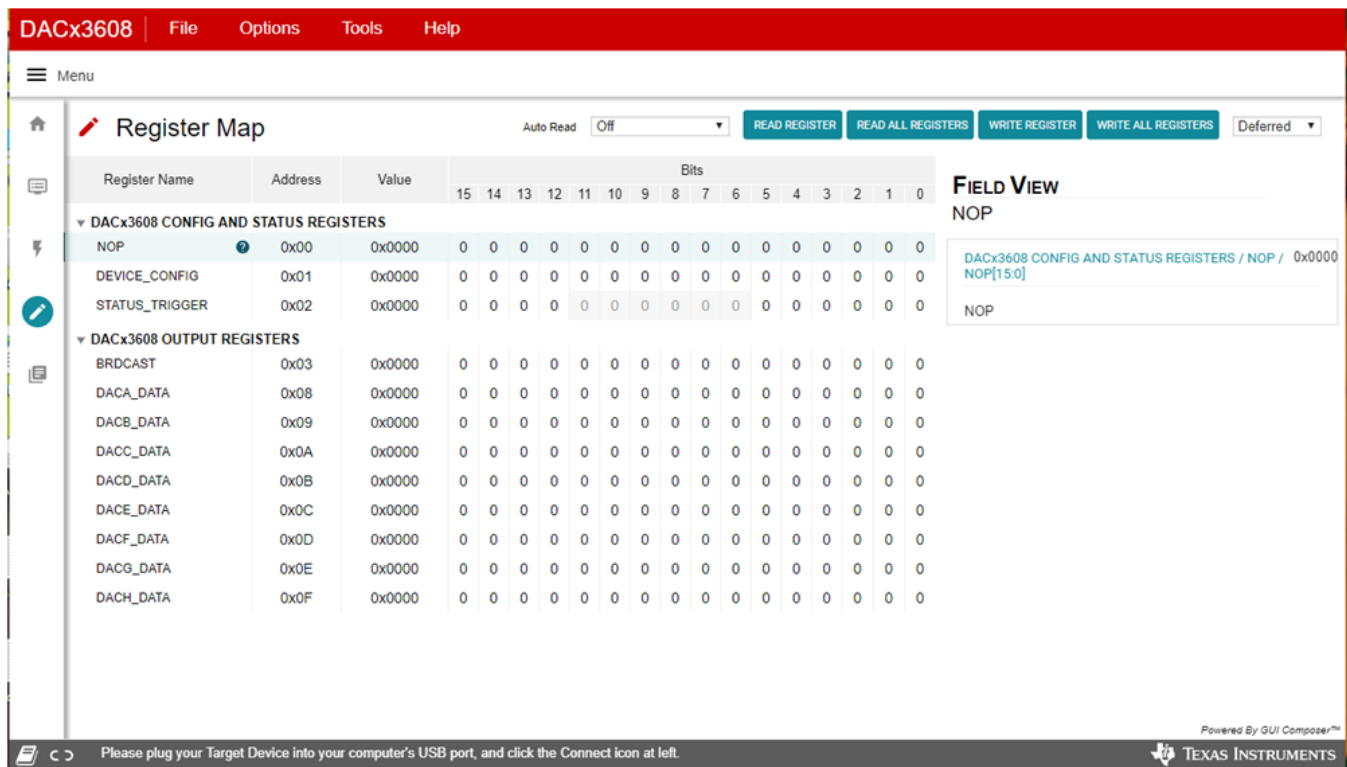 DACx3608 File Options Tools Help
Menu
Register Map Auto Read Off READ REGISTER READ ALL REGISTERS WRITE REGISTER WRITE ALL REGISTERS Deferred
Register Name Address Value Bits
15 14 13 12 11 10 9 8 7 6 5 4 3 2 1 0
DACx3608 CONFIG AND STATUS REGISTERS
NOP ? 0x00 0x0000 0 0 0 0 0 0 0 0 0 0 0 0 0 0 0 0
DEVICE_CONFIG 0x01 0x0000 0 0 0 0 0 0 0 0 0 0 0 0 0 0 0 0
STATUS_TRIGGER 0x02 0x0000 0 0 0 0 0 0 0 0 0 0 0 0 0 0 0 0
DACx3608 OUTPUT REGISTERS
BRDCAST 0x03 0x0000 0 0 0 0 0 0 0 0 0 0 0 0 0 0 0 0
DACA_DATA 0x08 0x0000 0 0 0 0 0 0 0 0 0 0 0 0 0 0 0 0
DACB_DATA 0x09 0x0000 0 0 0 0 0 0 0 0 0 0 0 0 0 0 0 0
DACC_DATA 0x0A 0x0000 0 0 0 0 0 0 0 0 0 0 0 0 0 0 0 0
DACD_DATA 0x0B 0x0000 0 0 0 0 0 0 0 0 0 0 0 0 0 0 0 0
DACE_DATA 0x0C 0x0000 0 0 0 0 0 0 0 0 0 0 0 0 0 0 0 0
DACF_DATA 0x0D 0x0000 0 0 0 0 0 0 0 0 0 0 0 0 0 0 0 0
DACG_DATA 0x0E 0x0000 0 0 0 0 0 0 0 0 0 0 0 0 0 0 0 0
DACH_DATA 0x0F 0x0000 0 0 0 0 0 0 0 0 0 0 0 0 0 0 0 0
FIELD VIEW
NOP
DACx3608 CONFIG AND STATUS REGISTERS / NOP / 0x0000
NOP[15:0]
NOP
Powered By GUI Composer™
Please plug your Target Device into your computer's USB port, and click the Connect icon at left. TEXAS INSTRUMENTS